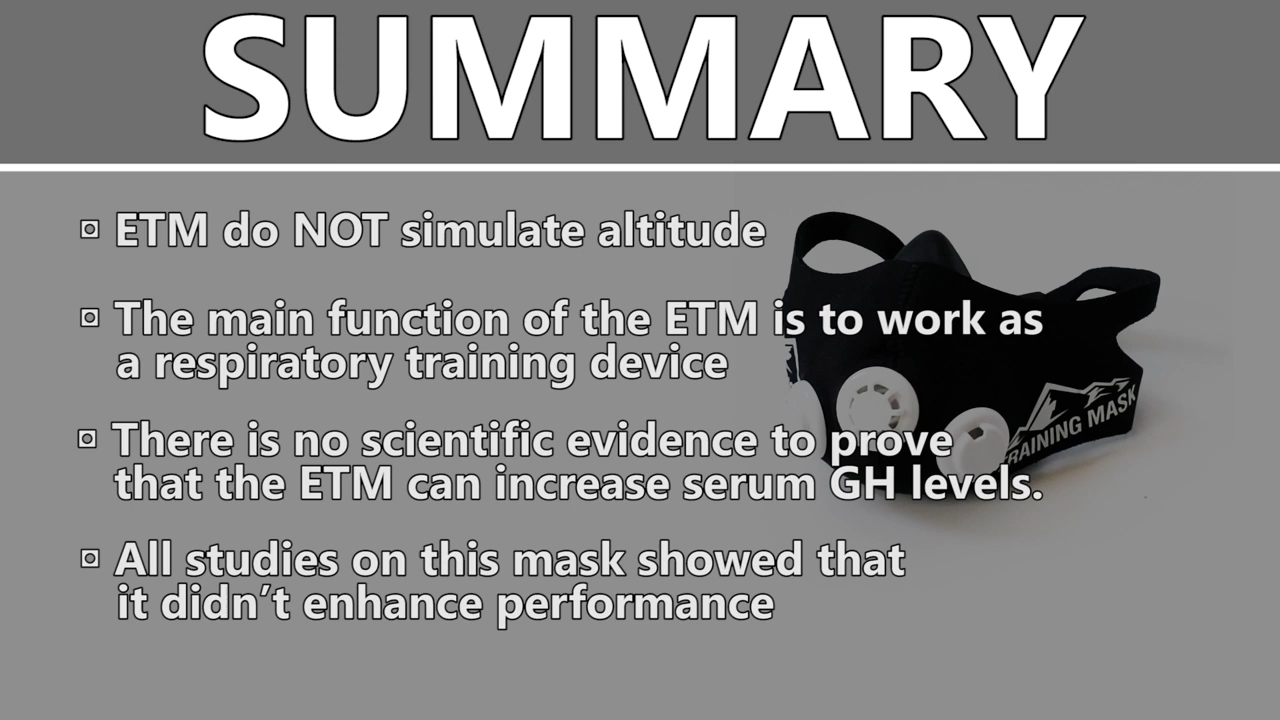 SUMMARY
ETM do NOT simulate altitude
The main function of the ETM is to work as
a respiratory training device
There is no scientific evidence to prove
that the ETM can increase serum GH levels.
All studies on this mask showed that
it didn’t enhance performance
TRAINING MASK